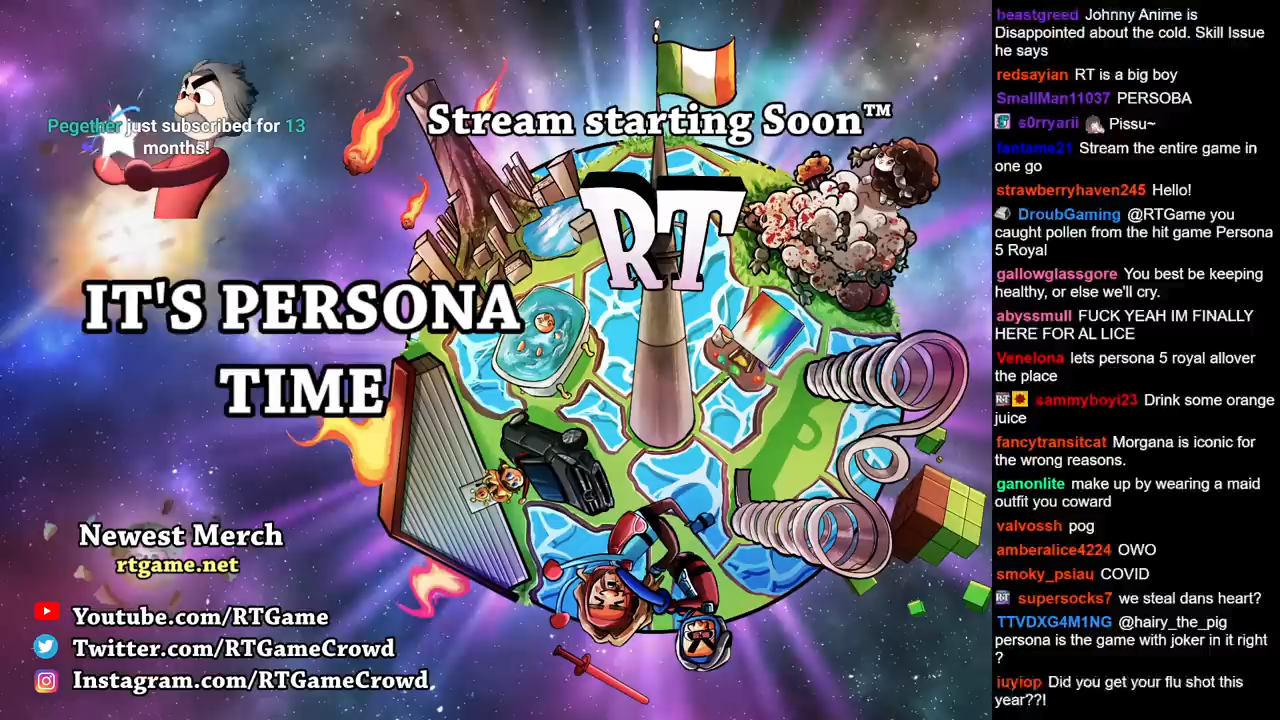 Stream starting Soon™
Pegether just subscribed for 13
months!
RT
IT'S PERSONA
TIME
Newest Merch
rtgame.net
Youtube.com/RTGame
Twitter.com/RTGameCrowd
Instagram.com/RTGameCrowd
beastgreed Johnny Anime is
Disappointed about the cold. Skill Issue
he says
redsayian RT is a big boy
SmallMan11037 PERSOBA
s0rryarii Pissu~
fantame21 Stream the entire game in
one go
strawberryhaven245 Hello!
DroubGaming @RTGame you
caught pollen from the hit game Persona
5 Royal
gallowglassgore You best be keeping
healthy, or else we'll cry.
abyssmull FUCK YEAH IM FINALLY
HERE FOR AL LICE
Venelona lets persona 5 royal allover
the place
sammyboyi23 Drink some orange
juice
fancytransitcat Morgana is iconic for
the wrong reasons.
ganonlite make up by wearing a maid
outfit you coward
valvossh pog
amberalice4224 OWO
smoky_psiau COVID
supersocks7 we steal dans heart?
TTVDXG4M1NG @hairy_the_pig
persona is the game with joker in it right
?
iuyiop Did you get your flu shot this
year??!